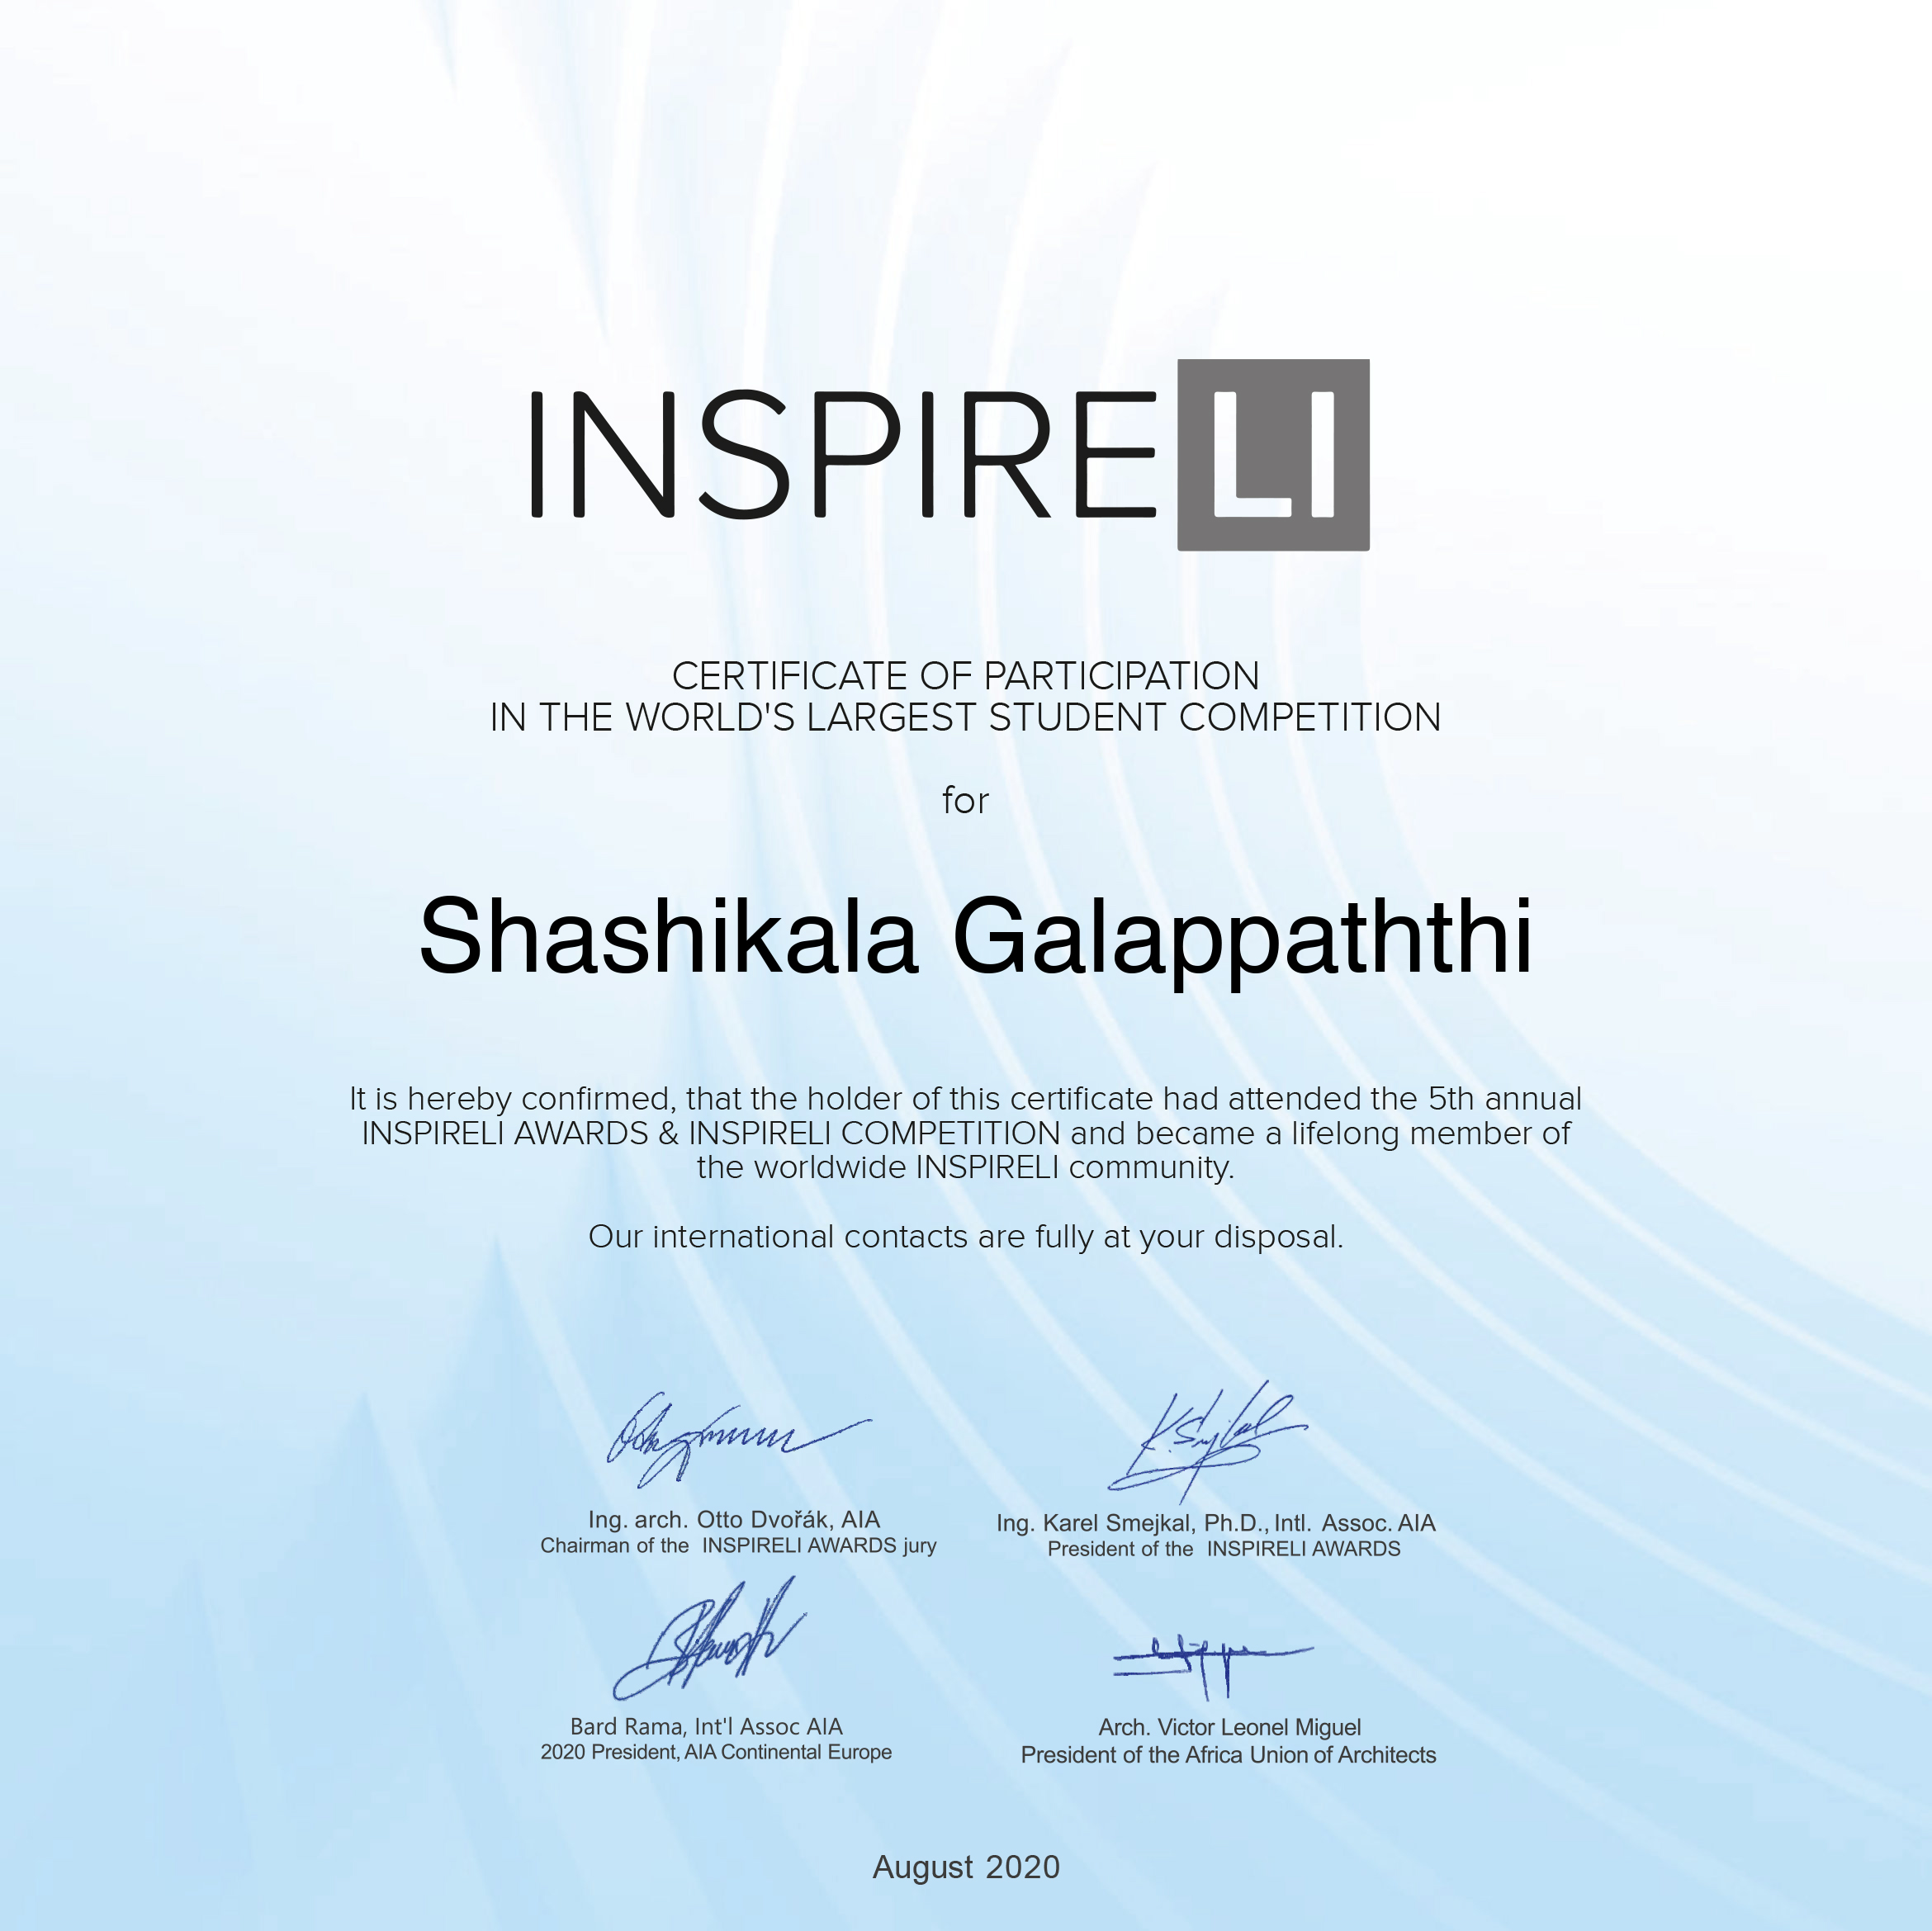 INSPIRELI
CERTIFICATE OF PARTICIPATION
IN THE WORLD'S LARGEST STUDENT COMPETITION
for
Shashikala Galappaththi
It is hereby confirmed, that the holder of this certificate had attended the 5th annual
INSPIRELI AWARDS & INSPIRELI COMPETITION and became a lifelong member of
the worldwide INSPIRELI community.
Our international contacts are fully at your disposal.
Ing. arch. Otto Dvořák, AIA
Chairman of the INSPIRELI AWARDS jury
Ing. Karel Smejkal, Ph.D., Intl. Assoc. AIA
President of the INSPIRELI AWARDS
Bard Rama, Int'l Assoc AIA
2020 President, AIA Continental Europe
Arch. Victor Leonel Miguel
President of the Africa Union of Architects
August 2020